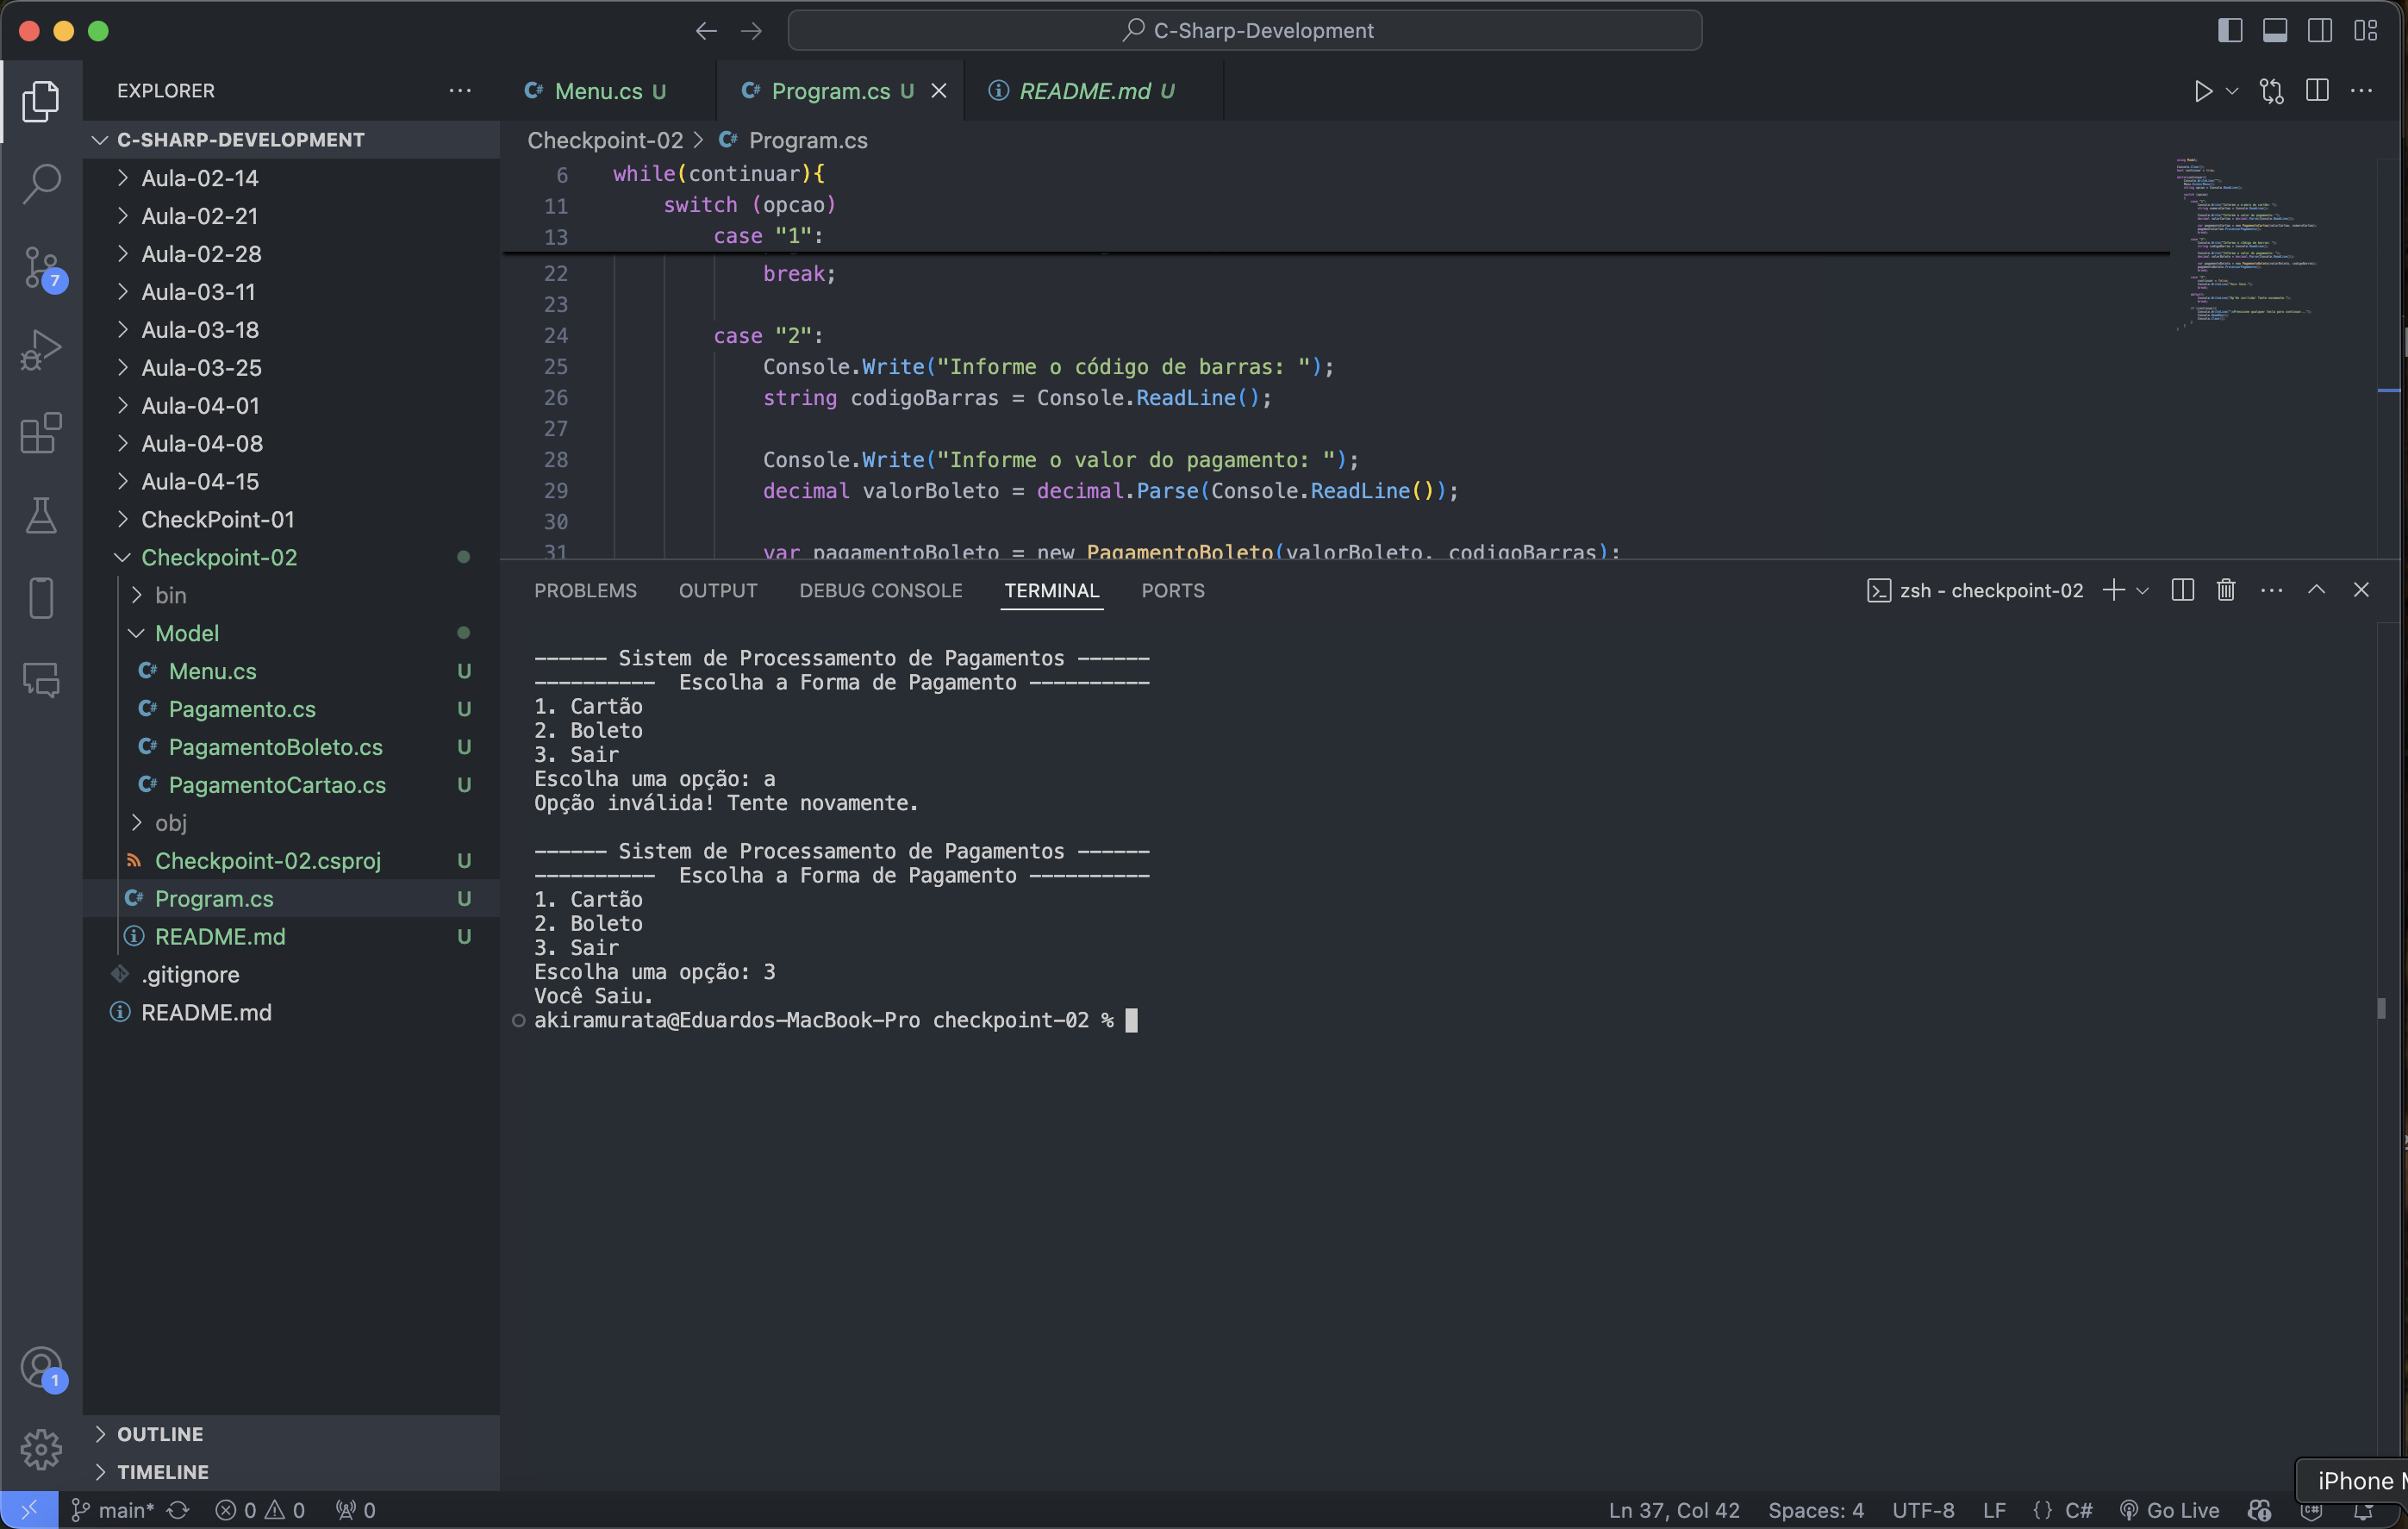 C-Sharp-Development
EXPLORER
Menu.cs U
Program.cs U
README.md U
C-SHARP-DEVELOPMENT
Checkpoint-02 > Program.cs
Aula-02-14
Aula-02-21
Aula-02-28
Aula-03-11
Aula-03-18
Aula-03-25
Aula-04-01
Aula-04-08
Aula-04-15
CheckPoint-01
Checkpoint-02
bin
Model
Menu.cs U
Pagamento.cs U
PagamentoBoleto.cs U
PagamentoCartao.cs U
obj
Checkpoint-02.csproj U
Program.cs U
README.md U
.gitignore
README.md
OUTLINE
TIMELINE
7
1
6 while(continuar){
11 switch (opcao)
13 case "1":
22 break;
23
24 case "2":
25 Console.Write("Informe o código de barras: ");
26 string codigoBarras = Console.ReadLine();
27
28 Console.Write("Informe o valor do pagamento: ");
29 decimal valorBoleto = decimal.Parse(Console.ReadLine());
30
31 var pagamentoBoleto = new PagamentoBoleto(valorBoleto, codigoBarras);
PROBLEMS OUTPUT DEBUG CONSOLE TERMINAL PORTS
zsh - checkpoint-02
------ Sistem de Processamento de Pagamentos ------
---------- Escolha a Forma de Pagamento ----------
1. Cartão
2. Boleto
3. Sair
Escolha uma opção: a
Opção inválida! Tente novamente.
------ Sistem de Processamento de Pagamentos ------
---------- Escolha a Forma de Pagamento ----------
1. Cartão
2. Boleto
3. Sair
Escolha uma opção: 3
Você Saiu.
akiramurata@Eduardos-MacBook-Pro checkpoint-02 %
iPhone
main* 0 0 0
Ln 37, Col 42 Spaces: 4 UTF-8 LF {} C# Go Live